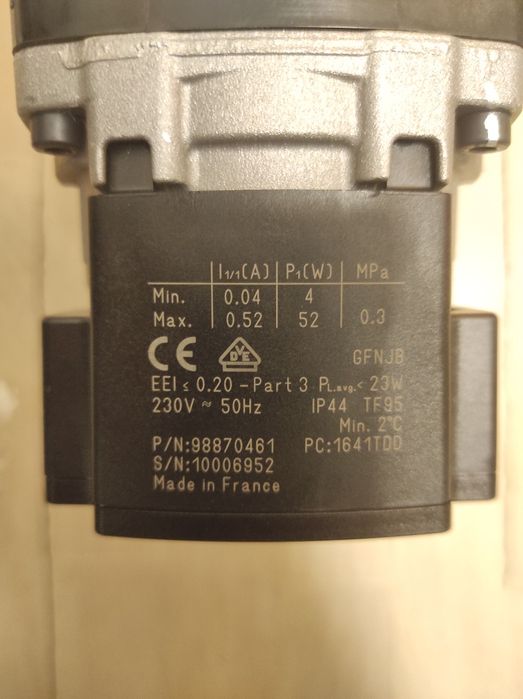 I1/1(A) P1(W) MPa
Min. 0.04 4
Max. 0.52 52 0.3
CE DVE GFNJB
EEI ≤ 0.20 - Part 3 PL,avg.< 23W
230V ~ 50Hz IP44 TF95
Min. 2°C
P/N:98870461 PC:1641TDD
S/N:10006952
Made in France